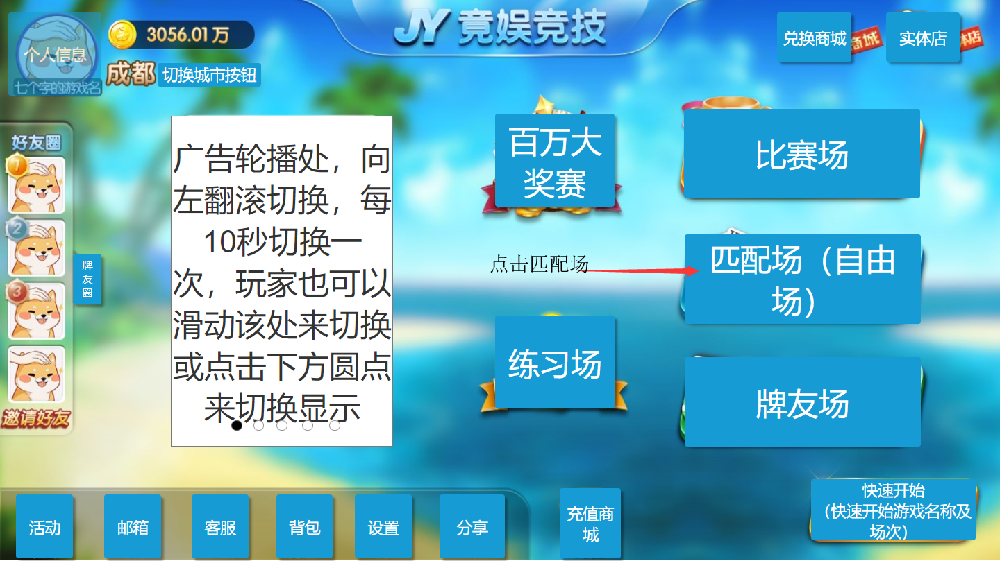 JY 竟娱竞技
个人信息
七个字的游戏名
3056.01万
成都
切换城市按钮
兑换商城
商城
实体店
体店
好友圈
1
2
3
邀请好友
牌
友
圈
广告轮播处，向
左翻滚切换，每
10秒切换一
次，玩家也可以
滑动该处来切换
或点击下方圆点
来切换显示
百万大
奖赛
练习场
点击匹配场
比赛场
匹配场（自由
场）
牌友场
活动
邮箱
客服
背包
设置
分享
充值商
城
快速开始
（快速开始游戏名称及
场次）